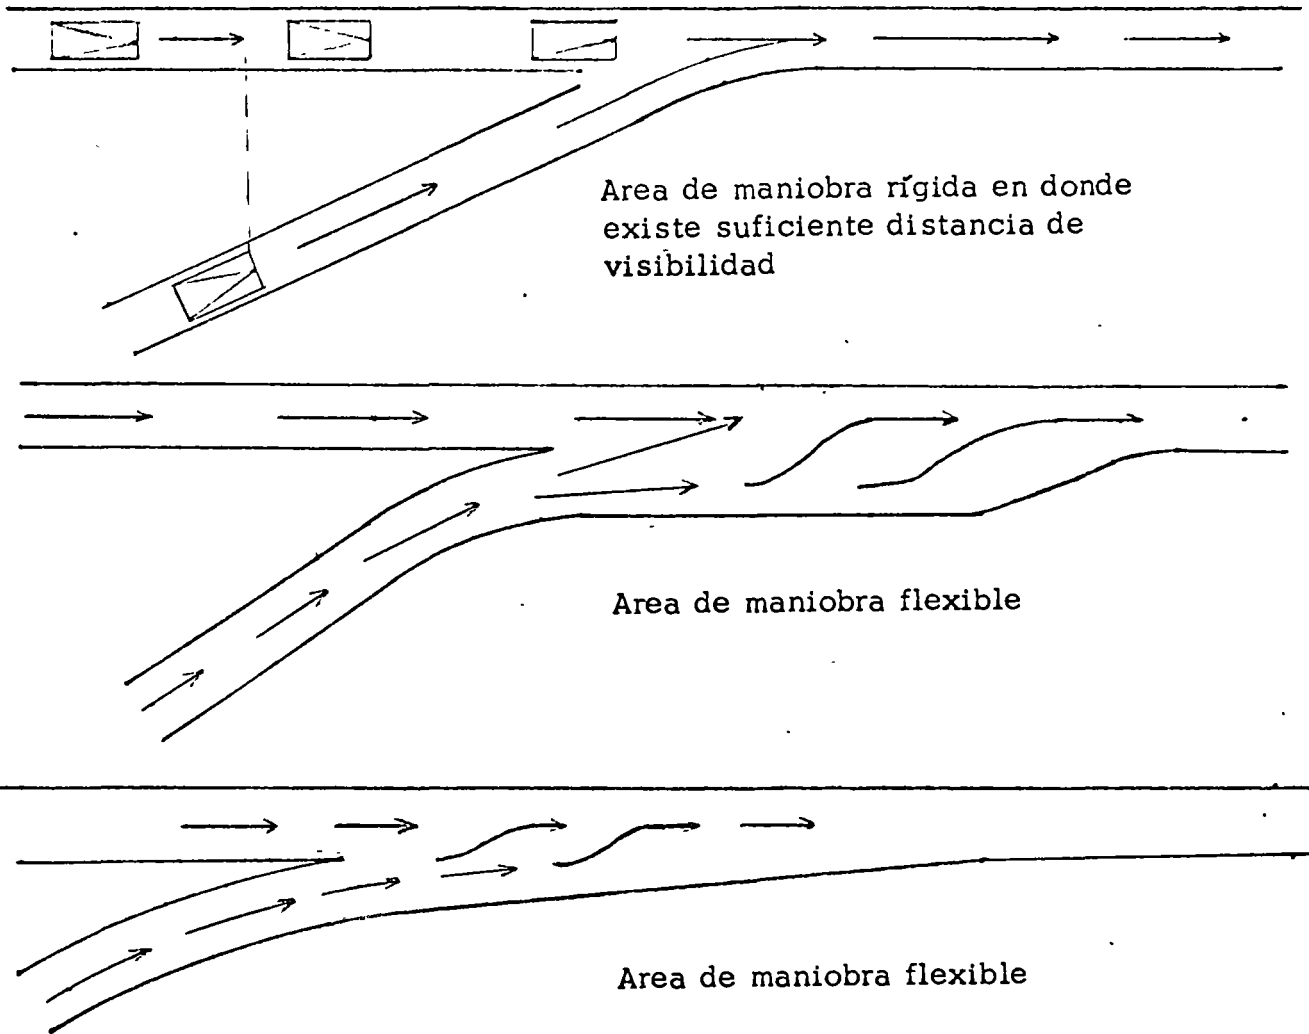 Area de maniobra rígida en donde
existe suficiente distancia de
visibilidad
Area de maniobra flexible
Area de maniobra flexible